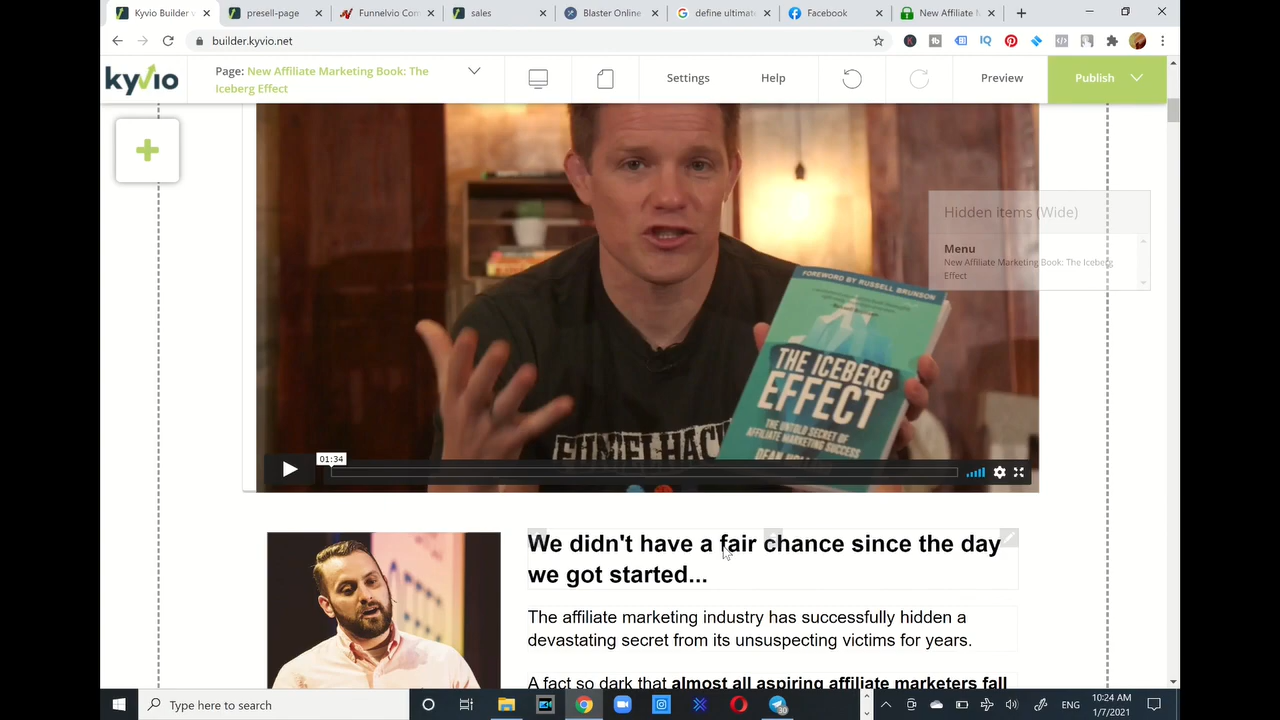 Kyvio Builder
presell-page
Funnelvio Con
sales
Blaster Online
define ultimat
Facebook
New Affiliate M
builder.kyvio.net
kyvio
Page: New Affiliate Marketing Book: The
Iceberg Effect
Settings
Help
Preview
Publish
Hidden items (Wide)
Menu
New Affiliate Marketing Book: The Iceberg
Effect
FOREWORD BY RUSSELL BRUNSON
THE ICEBERG
EFFECT
THE UNTOLD SECRET OF
AFFILIATE MARKETING SUCCESS
FUNNELHACK
01:34
We didn't have a fair chance since the day
we got started...
The affiliate marketing industry has successfully hidden a
devastating secret from its unsuspecting victims for years.
A fact so dark that almost all aspiring affiliate marketers fall
Type here to search
10:24 AM
1/7/2021